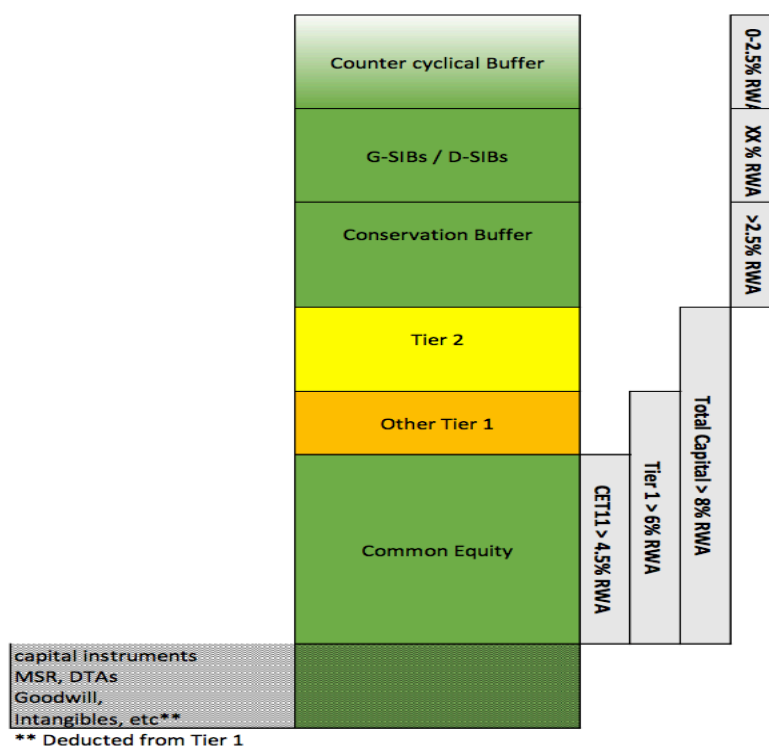 Counter cyclical Buffer
0-2.5% RWA
G-SIBs / D-SIBs
XX % RWA
Conservation Buffer
>2.5% RWA
Tier 2
Other Tier 1
Common Equity
CET11 > 4.5% RWA
Tier 1 > 6% RWA
Total Capital > 8% RWA
capital instruments
MSR, DTAs
Goodwill,
Intangibles, etc**
** Deducted from Tier 1